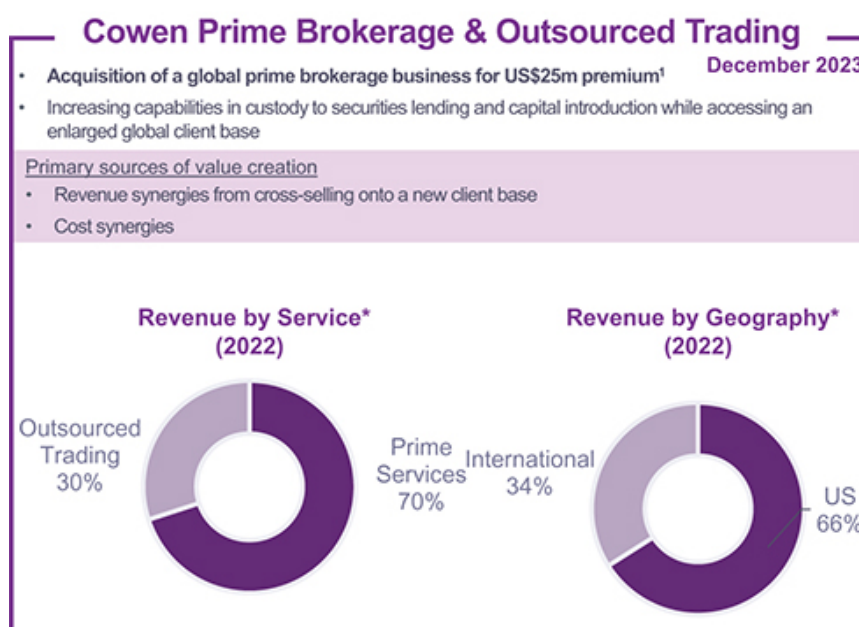 Cowen Prime Brokerage & Outsourced Trading
December 2023
• Acquisition of a global prime brokerage business for US$25m premium¹
• Increasing capabilities in custody to securities lending and capital introduction while accessing an
enlarged global client base
Primary sources of value creation
• Revenue synergies from cross-selling onto a new client base
• Cost synergies
Revenue by Service*
(2022)
Outsourced
Trading
30%
Prime
Services
70%
Revenue by Geography*
(2022)
International
34%
US
66%